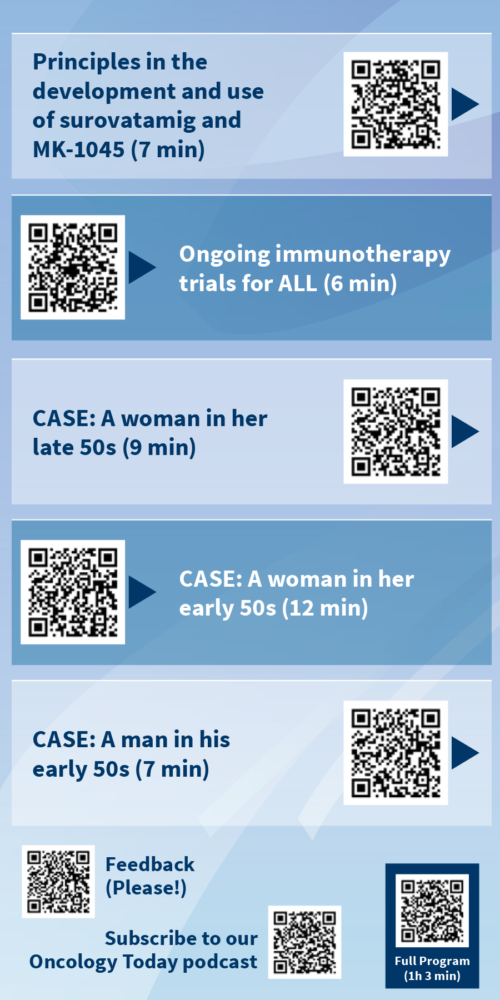 Principles in the
development and use
of surovatamig and
MK-1045 (7 min)
Ongoing immunotherapy
trials for ALL (6 min)
CASE: A woman in her
late 50s (9 min)
CASE: A woman in her
early 50s (12 min)
CASE: A man in his
early 50s (7 min)
Feedback
(Please!)
Subscribe to our
Oncology Today podcast
Full Program
(1h 3 min)